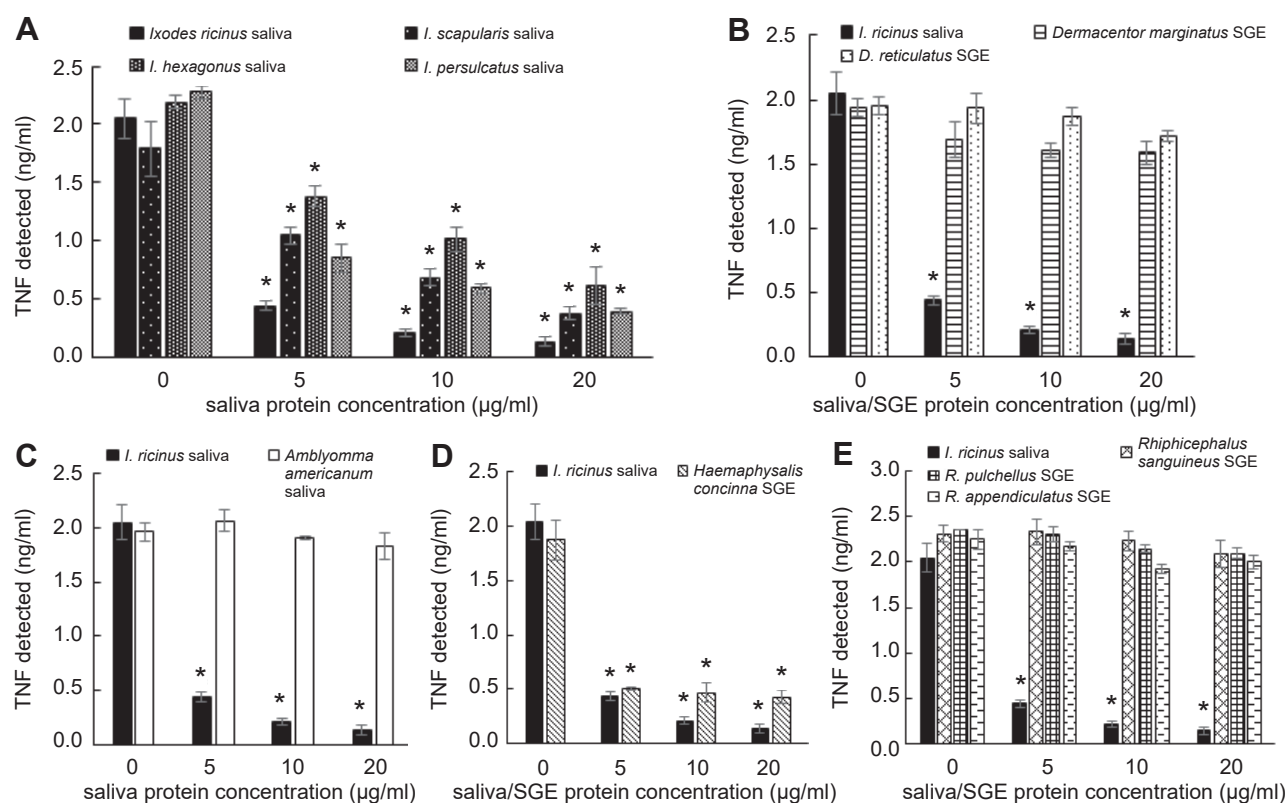 A
Ixodes ricinus saliva
I. scapularis saliva
I. hexagonus saliva
I. persulcatus saliva
TNF detected (ng/ml)
2.5
2.0
1.5
1.0
0.5
0.0
* * * * * * * * * * * *
0 5 10 20
saliva protein concentration (µg/ml)
B
I. ricinus saliva
Dermacentor marginatus SGE
D. reticulatus SGE
TNF detected (ng/ml)
2.5
2.0
1.5
1.0
0.5
0.0
* * *
0 5 10 20
saliva/SGE protein concentration (µg/ml)
C
I. ricinus saliva
Amblyomma
americanum
saliva
TNF detected (ng/ml)
2.5
2.0
1.5
1.0
0.5
0.0
* * *
0 5 10 20
saliva protein concentration (µg/ml)
D
I. ricinus saliva
Haemaphysalis
concinna SGE
TNF detected (ng/ml)
2.5
2.0
1.5
1.0
0.5
0.0
* * * * * *
0 5 10 20
saliva/SGE protein concentration (µg/ml)
E
I. ricinus saliva
Rhiphicephalus
sanguineus SGE
R. pulchellus SGE
R. appendiculatus SGE
TNF detected (ng/ml)
3.0
2.5
2.0
1.5
1.0
0.5
0.0
* * *
0 5 10 20
saliva/SGE protein concentration (µg/ml)